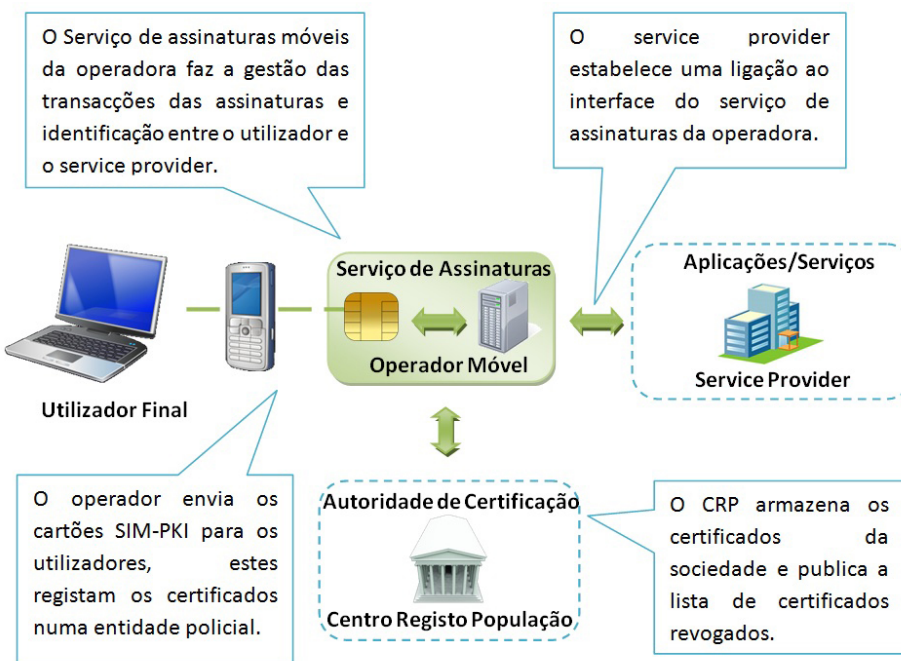 O Serviço de assinaturas móveis
da operadora faz a gestão das
transacções das assinaturas e
identificação entre o utilizador e
o service provider.
O service provider
estabelece uma ligação ao
interface do serviço de
assinaturas da operadora.
Serviço de Assinaturas
Operador Móvel
Aplicações/Serviços
Service Provider
Utilizador Final
O operador envia os
cartões SIM-PKI para os
utilizadores, estes
registam os certificados
numa entidade policial.
Autoridade de Certificação
Centro Registo População
O CRP armazena os
certificados da
sociedade e publica a
lista de certificados
revogados.